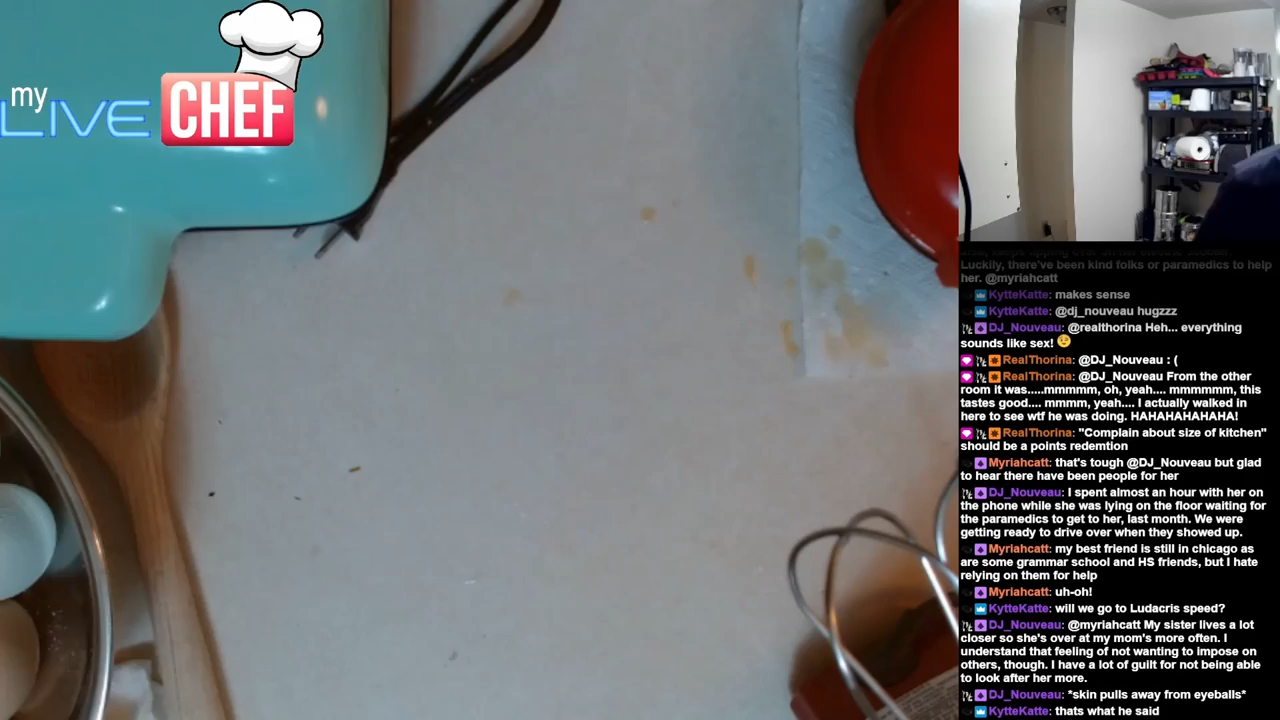 my
LIVE CHEF
Luckily, there've been kind folks or paramedics to help
her. @myriahcatt
KytteKatte: makes sense
KytteKatte: @dj_nouveau hugzzz
DJ_Nouveau: @realthorina Heh... everything
sounds like sex!
RealThorina: @DJ_Nouveau : (
RealThorina: @DJ_Nouveau From the other
room it was.....mmmmm, oh, yeah.... mmmmmm, this
tastes good.... mmmm, yeah.... I actually walked in
here to see wtf he was doing. HAHAHAHAHAHA!
RealThorina: "Complain about size of kitchen"
should be a points redemtion
Myriahcatt: that's tough @DJ_Nouveau but glad
to hear there have been people for her
DJ_Nouveau: I spent almost an hour with her on
the phone while she was lying on the floor waiting for
the paramedics to get to her, last month. We were
getting ready to drive over when they showed up.
Myriahcatt: my best friend is still in chicago as
are some grammar school and HS friends, but I hate
relying on them for help
Myriahcatt: uh-oh!
KytteKatte: will we go to Ludacris speed?
DJ_Nouveau: @myriahcatt My sister lives a lot
closer so she's over at my mom's more often. I
understand that feeling of not wanting to impose on
others, though. I have a lot of guilt for not being able
to look after her more.
DJ_Nouveau: *skin pulls away from eyeballs*
KytteKatte: thats what he said